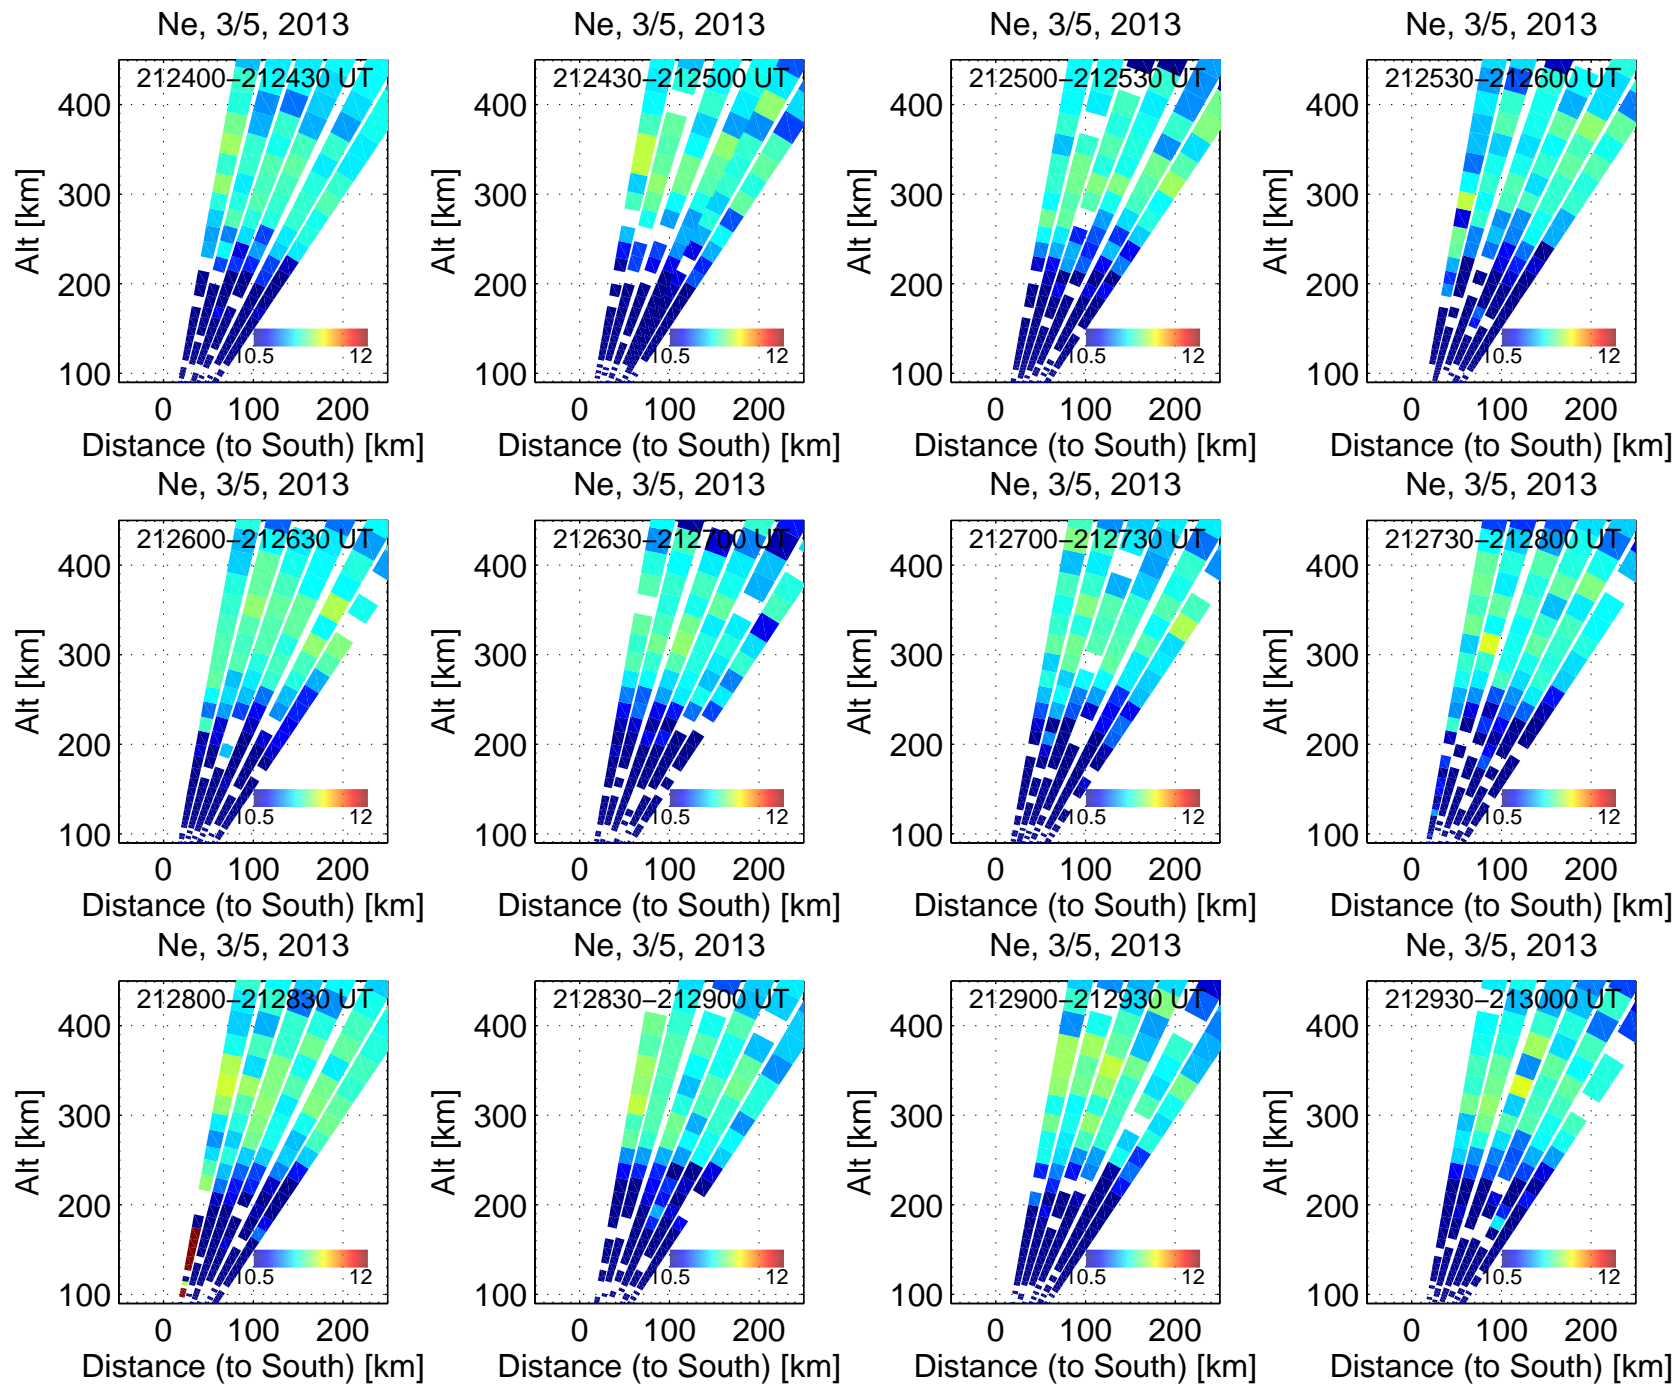 Ne, 3/5, 2013 Ne, 3/5, 2013 Ne, 3/5, 2013 Ne, 3/5, 2013
212400−212430 UT 212430−212500 UT 212500−212530 UT 212530−212600 UT
400 400 400 400
300 300 300 300
200 200 200 200
100 100 100 100
Alt [km] Alt [km] Alt [km] Alt [km]
10.5 12 10.5 12 10.5 12 10.5 12
0 100 200 0 100 200 0 100 200 0 100 200
Distance (to South) [km] Distance (to South) [km] Distance (to South) [km] Distance (to South) [km]
Ne, 3/5, 2013 Ne, 3/5, 2013 Ne, 3/5, 2013 Ne, 3/5, 2013
212600−212630 UT 212630−212700 UT 212700−212730 UT 212730−212800 UT
400 400 400 400
300 300 300 300
200 200 200 200
100 100 100 100
Alt [km] Alt [km] Alt [km] Alt [km]
10.5 12 10.5 12 10.5 12 10.5 12
0 100 200 0 100 200 0 100 200 0 100 200
Distance (to South) [km] Distance (to South) [km] Distance (to South) [km] Distance (to South) [km]
Ne, 3/5, 2013 Ne, 3/5, 2013 Ne, 3/5, 2013 Ne, 3/5, 2013
212800−212830 UT 212830−212900 UT 212900−212930 UT 212930−213000 UT
400 400 400 400
300 300 300 300
200 200 200 200
100 100 100 100
Alt [km] Alt [km] Alt [km] Alt [km]
10.5 12 10.5 12 10.5 12 10.5 12
0 100 200 0 100 200 0 100 200 0 100 200
Distance (to South) [km] Distance (to South) [km] Distance (to South) [km] Distance (to South) [km]